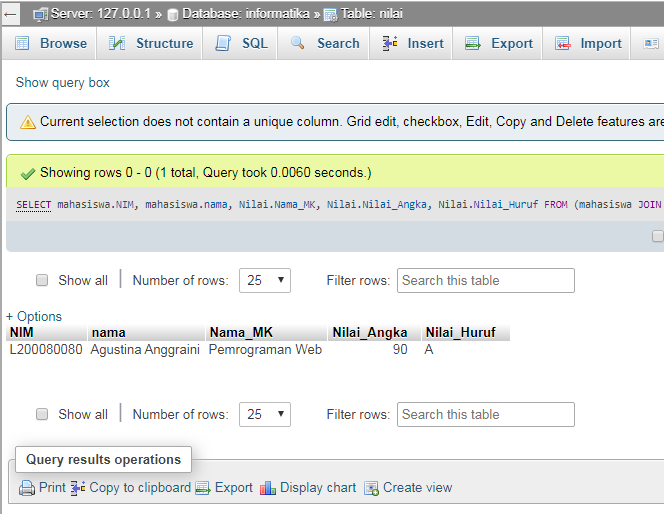 Server: 127.0.0.1 » Database: informatika » Table: nilai
Browse Structure SQL Search Insert Export Import
Show query box
Current selection does not contain a unique column. Grid edit, checkbox, Edit, Copy and Delete features are
Showing rows 0 - 0 (1 total, Query took 0.0060 seconds.)
SELECT mahasiswa.NIM, mahasiswa.nama, Nilai.Nama_MK, Nilai.Nilai_Angka, Nilai.Nilai_Huruf FROM (mahasiswa JOIN
Show all | Number of rows: 25 Filter rows: Search this table
+ Options
NIM nama Nama_MK Nilai_Angka Nilai_Huruf
L200080080 Agustina Anggraini Pemrograman Web 90 A
Show all | Number of rows: 25 Filter rows: Search this table
Query results operations
Print Copy to clipboard Export Display chart Create view